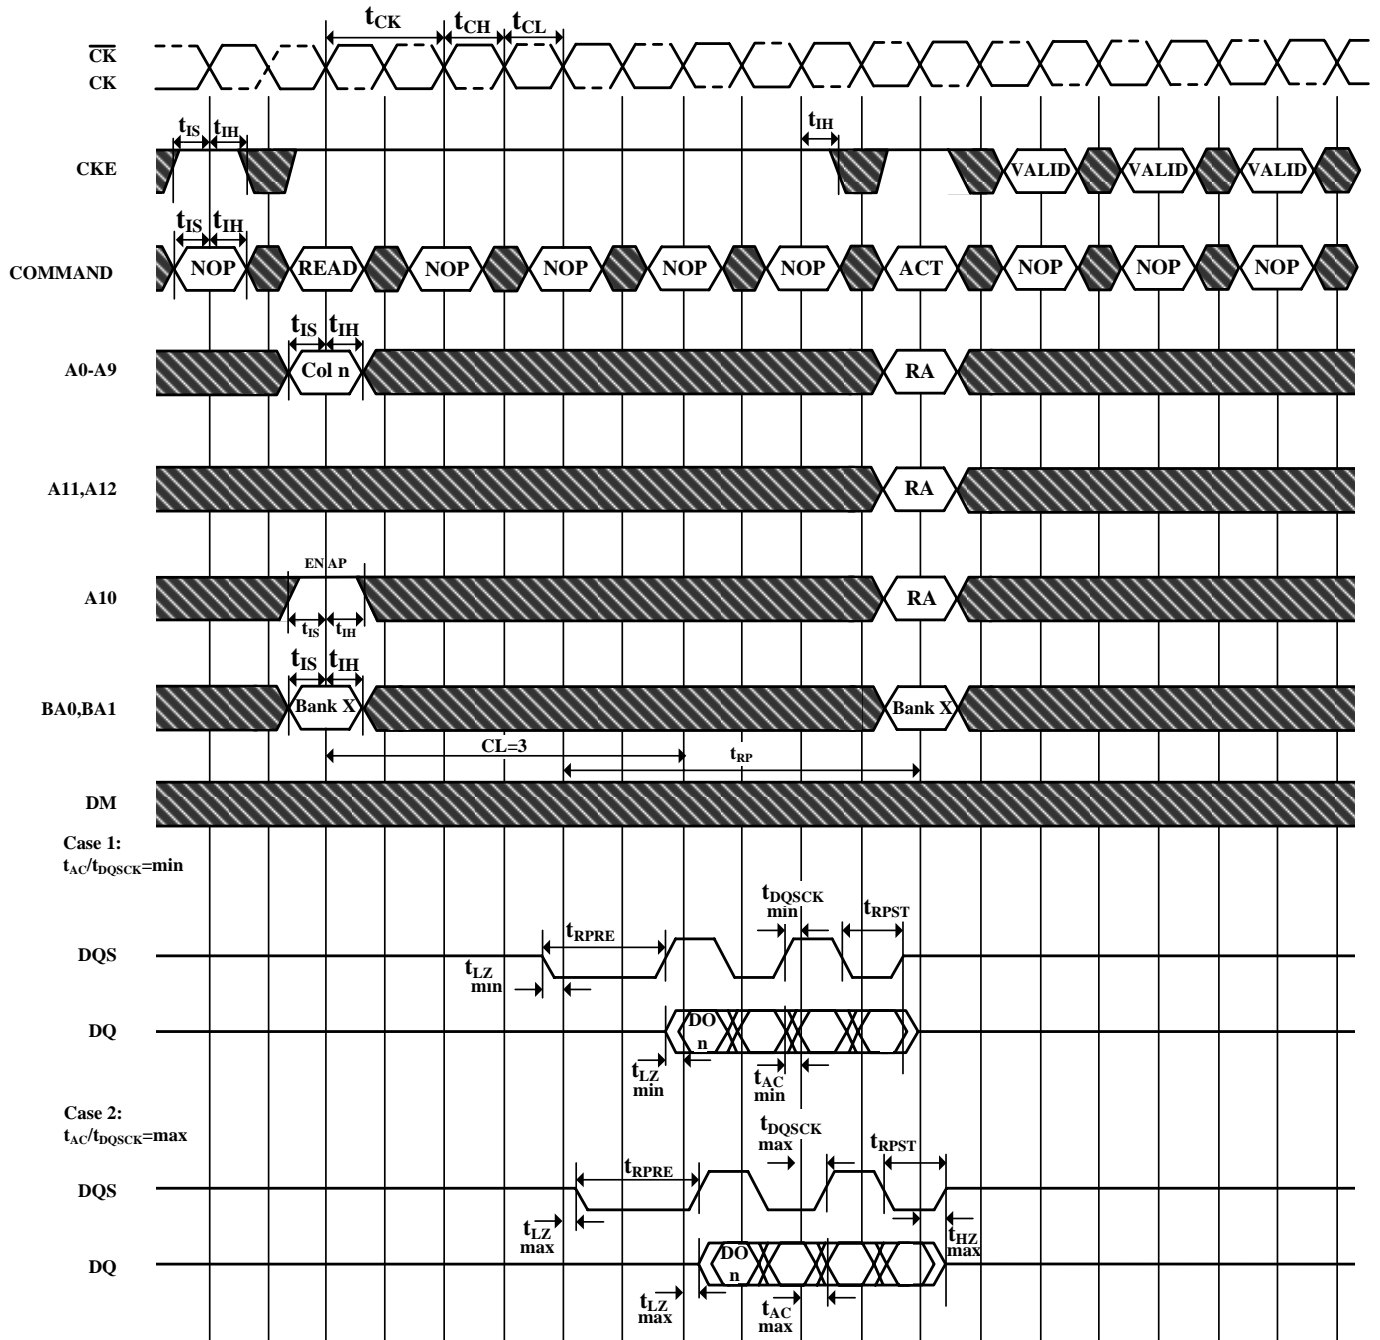 tCK tCH tCL
CK
CK
tIS tIH tIH
CKE VALID VALID VALID
tIS tIH
COMMAND NOP READ NOP NOP NOP NOP ACT NOP NOP NOP
tIS tIH
A0-A9 Col n RA
A11,A12 RA
EN AP
A10 RA
tIS tIH
tIS tIH
BA0,BA1 Bank X Bank X
CL=3 tRP
DM
Case 1:
tAC/tDQSCK=min
tDQSCK min tRPST
tRPRE
DQS
tLZ min
DQ DO n
tLZ min tAC min
Case 2:
tAC/tDQSCK=max
tDQSCK max tRPST
tRPRE
DQS
tLZ max tHZ max
DQ DO n
tLZ max tAC max